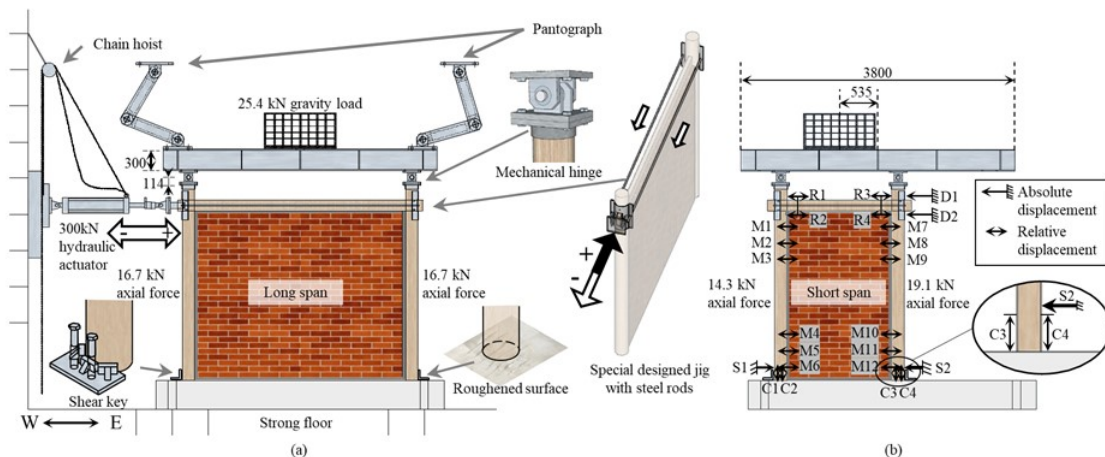 Chain hoist
Pantograph
25.4 kN gravity load
300
114
Mechanical hinge
300kN
hydraulic
actuator
+
-
16.7 kN
axial force
Long span
16.7 kN
axial force
Shear key
Roughened surface
Special designed jig
with steel rods
W
E
Strong floor
(a)
3800
535
R1
R3
D1
R2
R4
D2
M1
M7
M2
M8
M3
M9
Absolute
displacement
Relative
displacement
14.3 kN
axial force
Short span
19.1 kN
axial force
M4
M10
M5
M11
S1
M6
M12
S2
C1
C2
C3
C4
S2
C3
C4
(b)